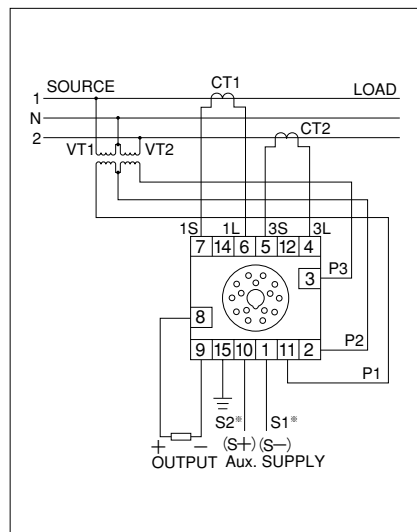 SOURCE CT1 LOAD
1
N
CT2
2
VT1 VT2
1S 1L 3S 3L
7 14 6 5 12 4
3 P3
8
P2
9 15 10 1 11 2
P1
S2※ S1※
+ − (S+) (S−)
OUTPUT Aux. SUPPLY